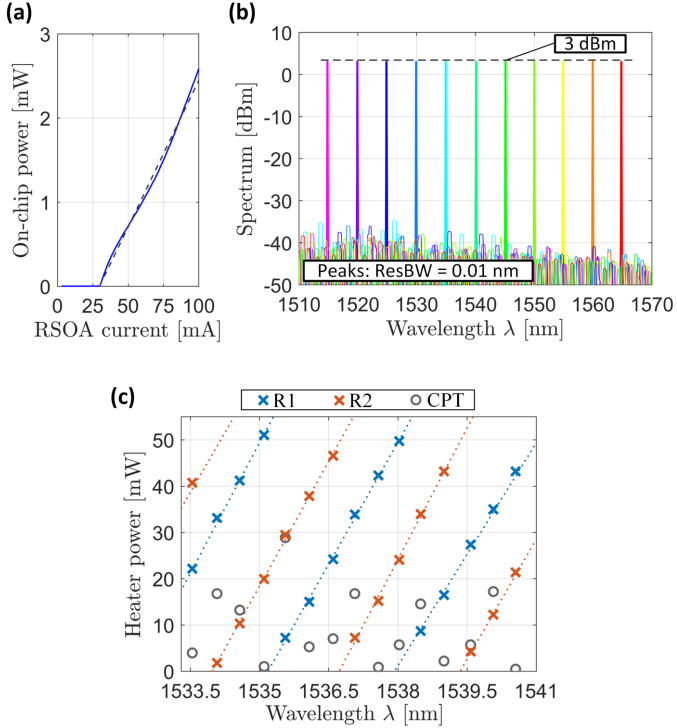 (a)
On-chip power [mW]
3
2
1
0
0 25 50 75 100
RSOA current [mA]
(b)
Spectrum [dBm]
10
0
-10
-20
-30
-40
-50
3 dBm
Peaks: ResBW = 0.01 nm
1510 1520 1530 1540 1550 1560 1570
Wavelength λ [nm]
(c)
R1 R2 CPT
Heater power [mW]
50
40
30
20
10
0
1533.5 1535 1536.5 1538 1539.5 1541
Wavelength λ [nm]